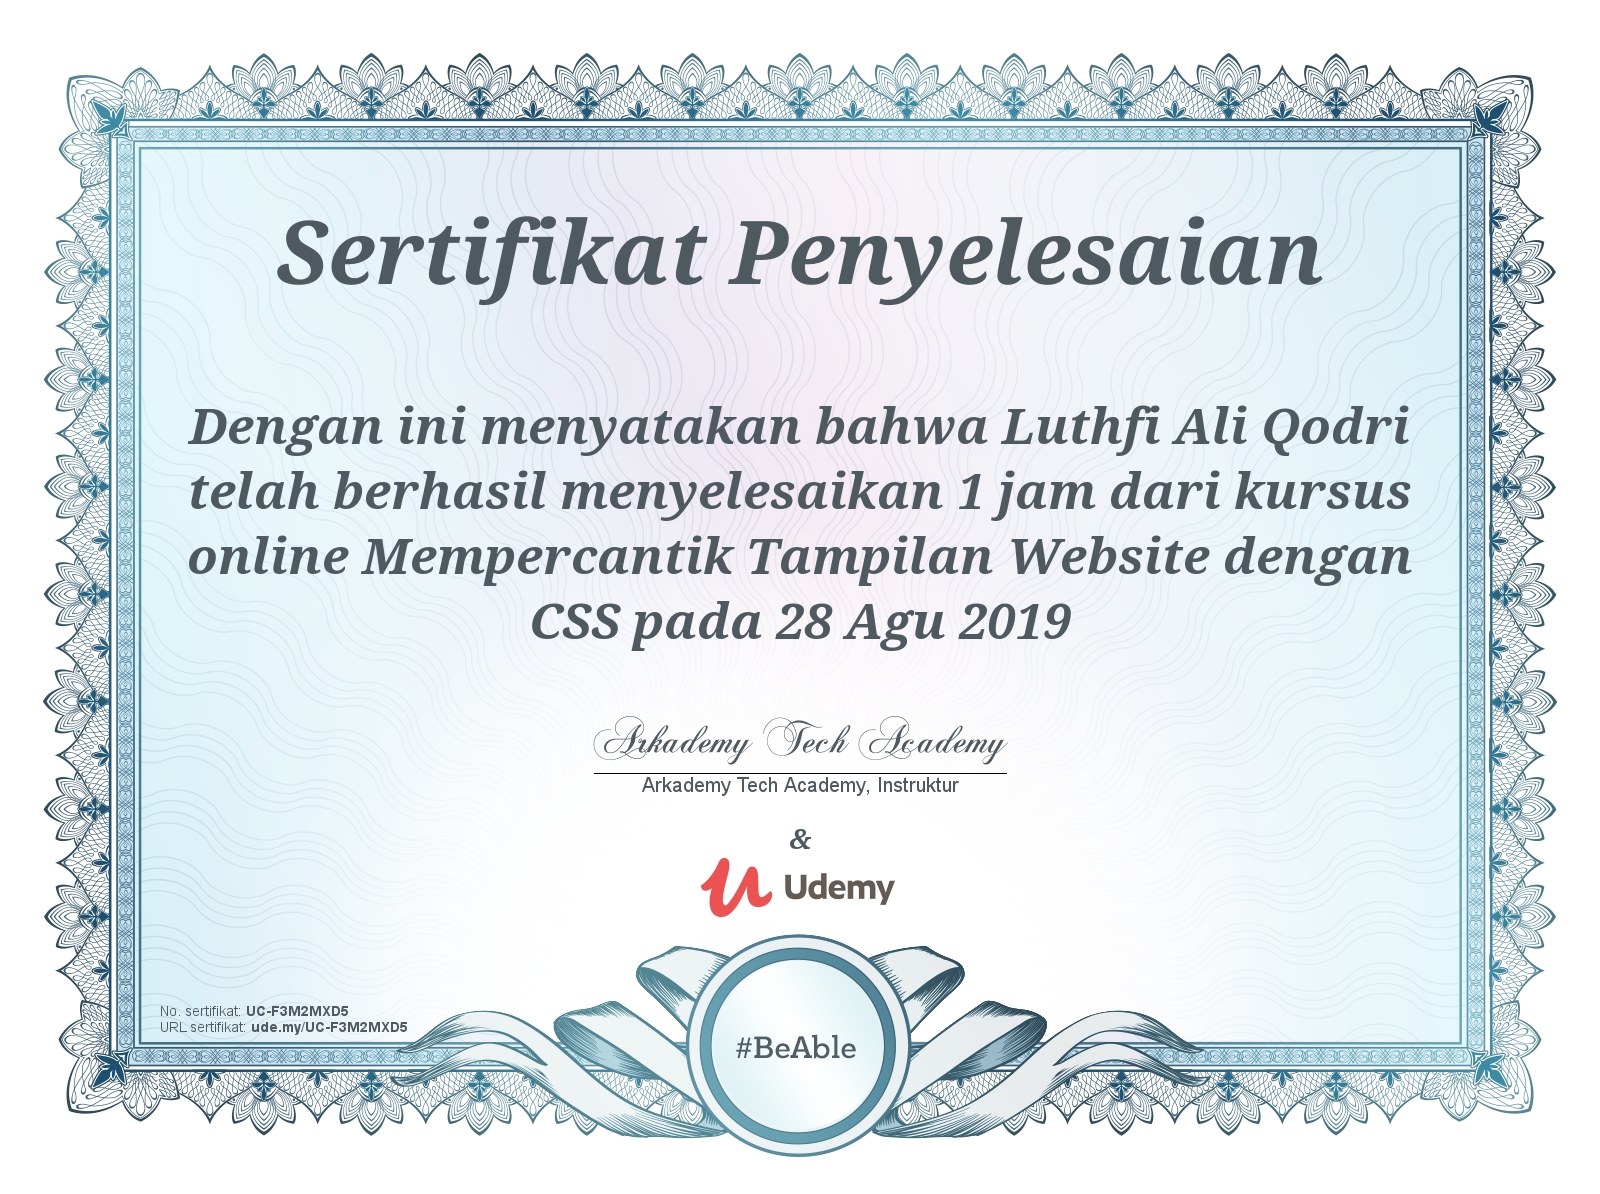 Sertifikat Penyelesaian
Dengan ini menyatakan bahwa Luthfi Ali Qodri
telah berhasil menyelesaikan 1 jam dari kursus
online Mempercantik Tampilan Website dengan
CSS pada 28 Agu 2019
Arkademy Tech Academy
Arkademy Tech Academy, Instruktur
&
Udemy
No. sertifikat: UC-F3M2MXD5
URL sertifikat: ude.my/UC-F3M2MXD5
#BeAble